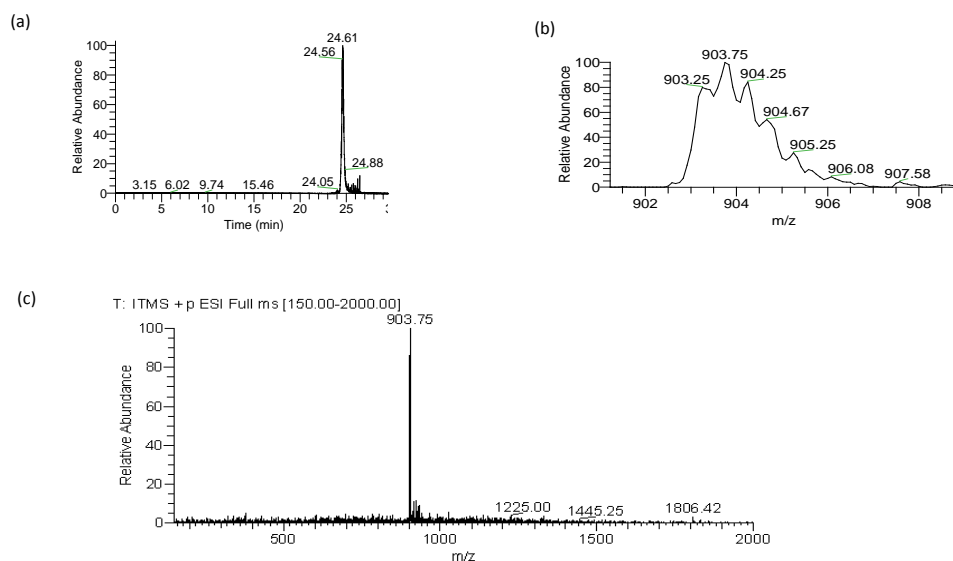 (a)
24.61
24.56
100
80
60
40
20
0
Relative Abundance
24.88
24.05
3.15 6.02 9.74 15.46
0 5 10 15 20 25
Time (min)
(b)
903.75
903.25
904.25
904.67
905.25
906.08
907.58
100
80
60
40
20
0
Relative Abundance
902 904 906 908
m/z
(c)
T: ITMS + p ESI Full ms [150.00-2000.00]
903.75
100
80
60
40
20
0
Relative Abundance
1225.00
1445.25
1806.42
500 1000 1500 2000
m/z